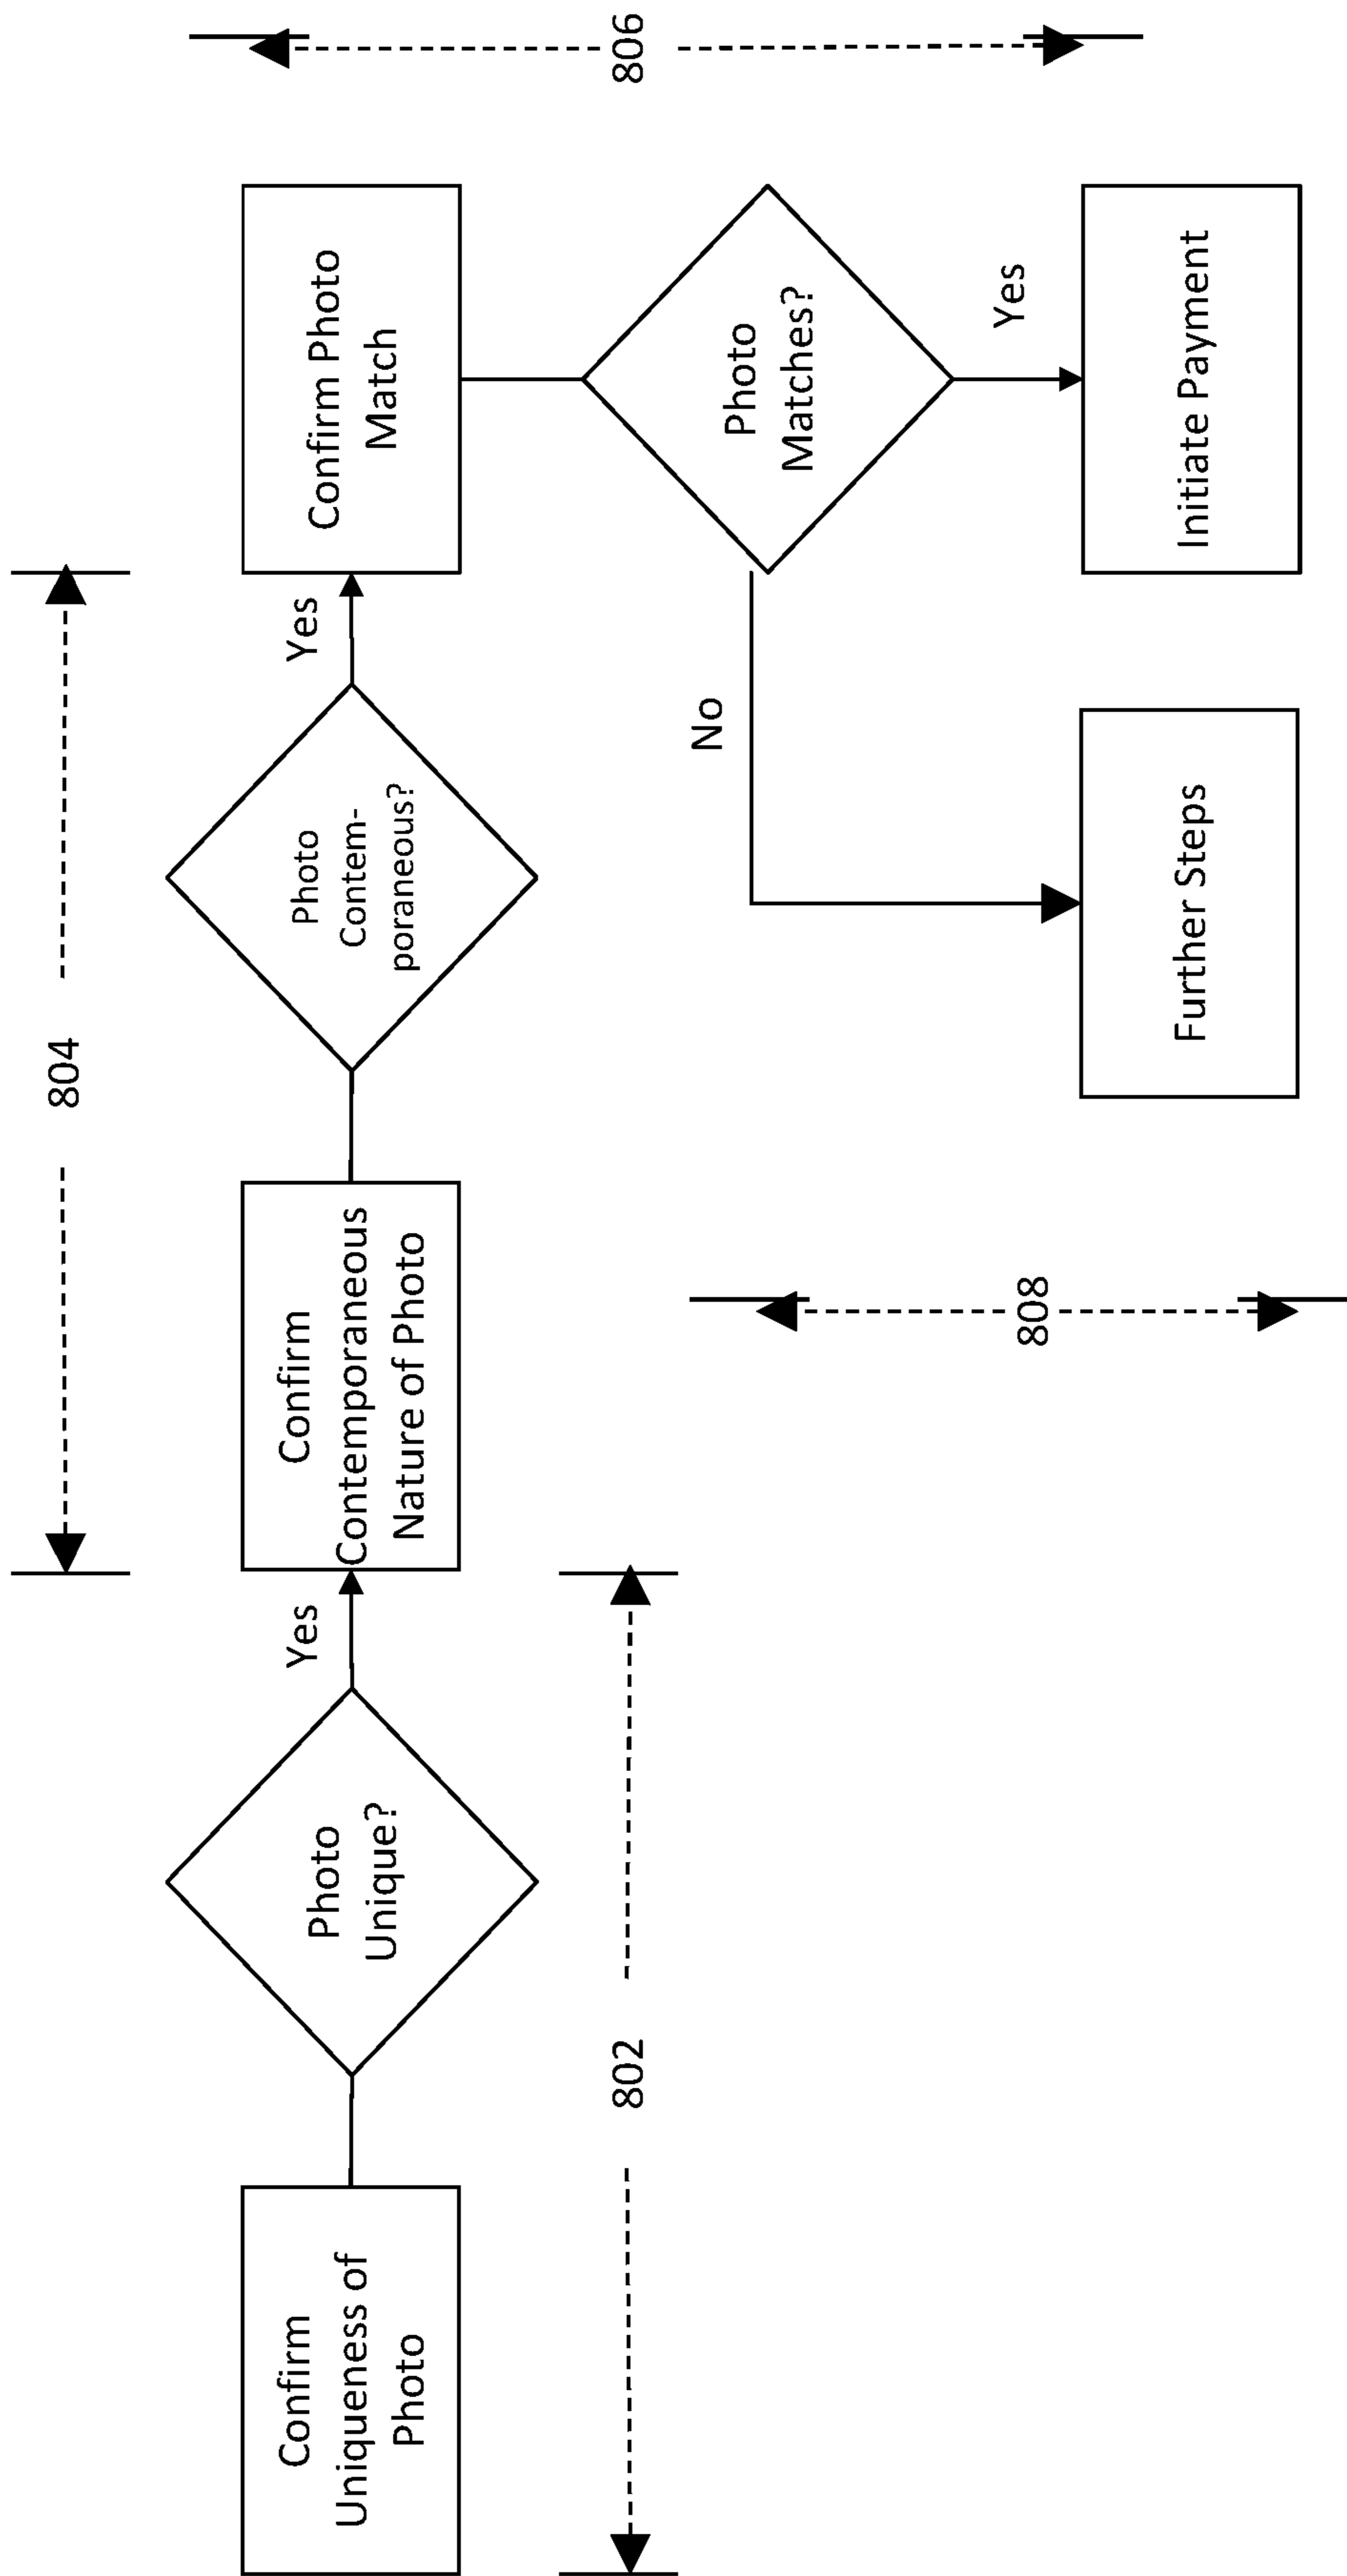 Confirm
Uniqueness of
Photo
Photo
Unique?
Yes
802
Confirm
Contemporaneous
Nature of Photo
Photo
Contem-
poraneous?
Yes
804
Confirm Photo
Match
Photo
Matches?
806
No
Yes
Further Steps
Initiate Payment
808